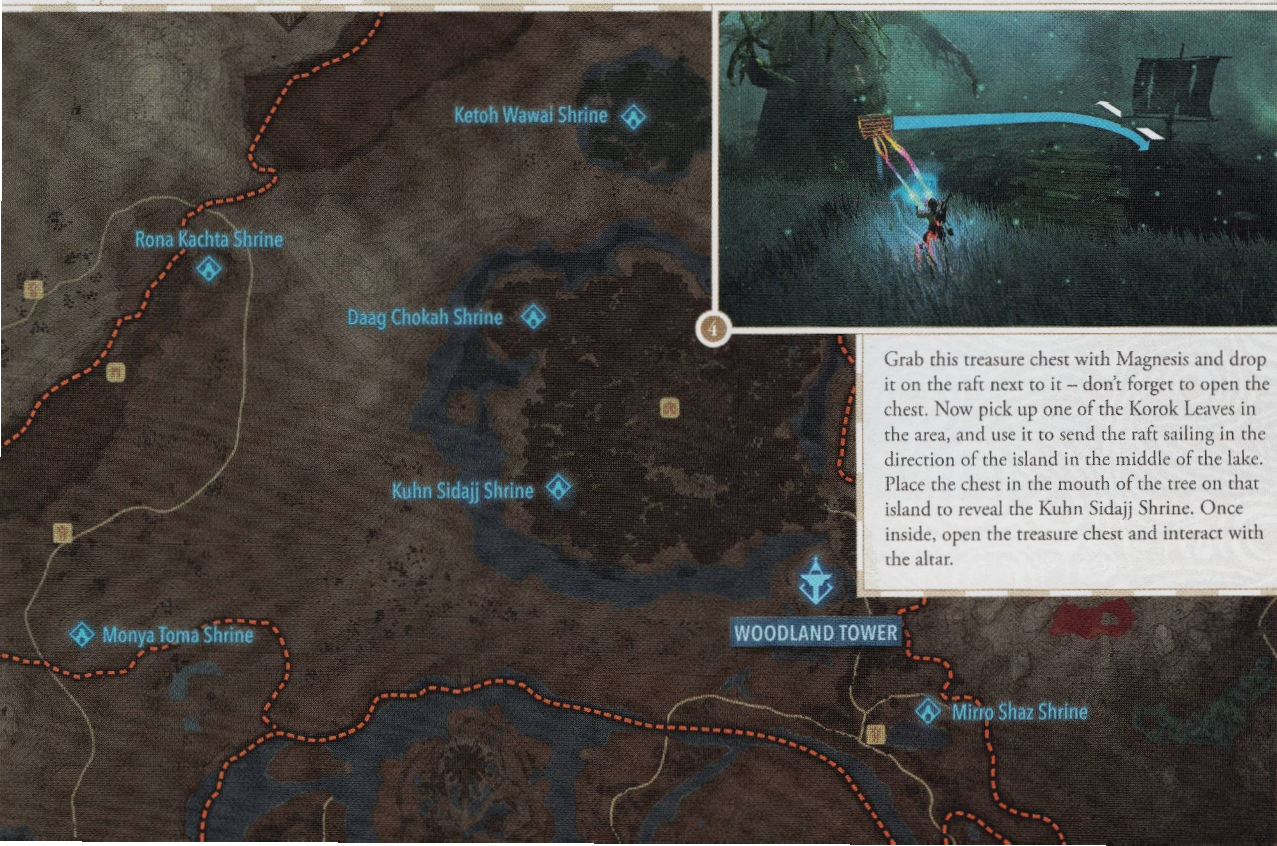 Ketoh Wawai Shrine
Rona Kachta Shrine
Daag Chokah Shrine
4
Grab this treasure chest with Magnesis and drop
it on the raft next to it – don't forget to open the
chest. Now pick up one of the Korok Leaves in
the area, and use it to send the raft sailing in the
direction of the island in the middle of the lake.
Place the chest in the mouth of the tree on that
island to reveal the Kuhn Sidajj Shrine. Once
inside, open the treasure chest and interact with
the altar.
Kuhn Sidajj Shrine
WOODLAND TOWER
Monya Toma Shrine
Mirro Shaz Shrine